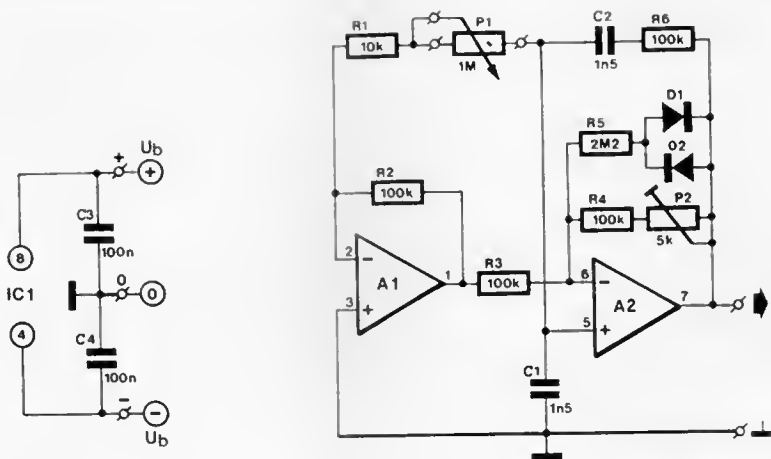 R1
10k
P1
1M
C2
1n5
R6
100k
D1
R5
2M2
D2
R2
100k
R4
100k
P2
5k
+
Ub
+
C3
100n
8
IC1
0
0
4
C4
100n
-
-
Ub
2
-
A1
1
3
+
R3
100k
6
-
A2
7
5
+
C1
1n5